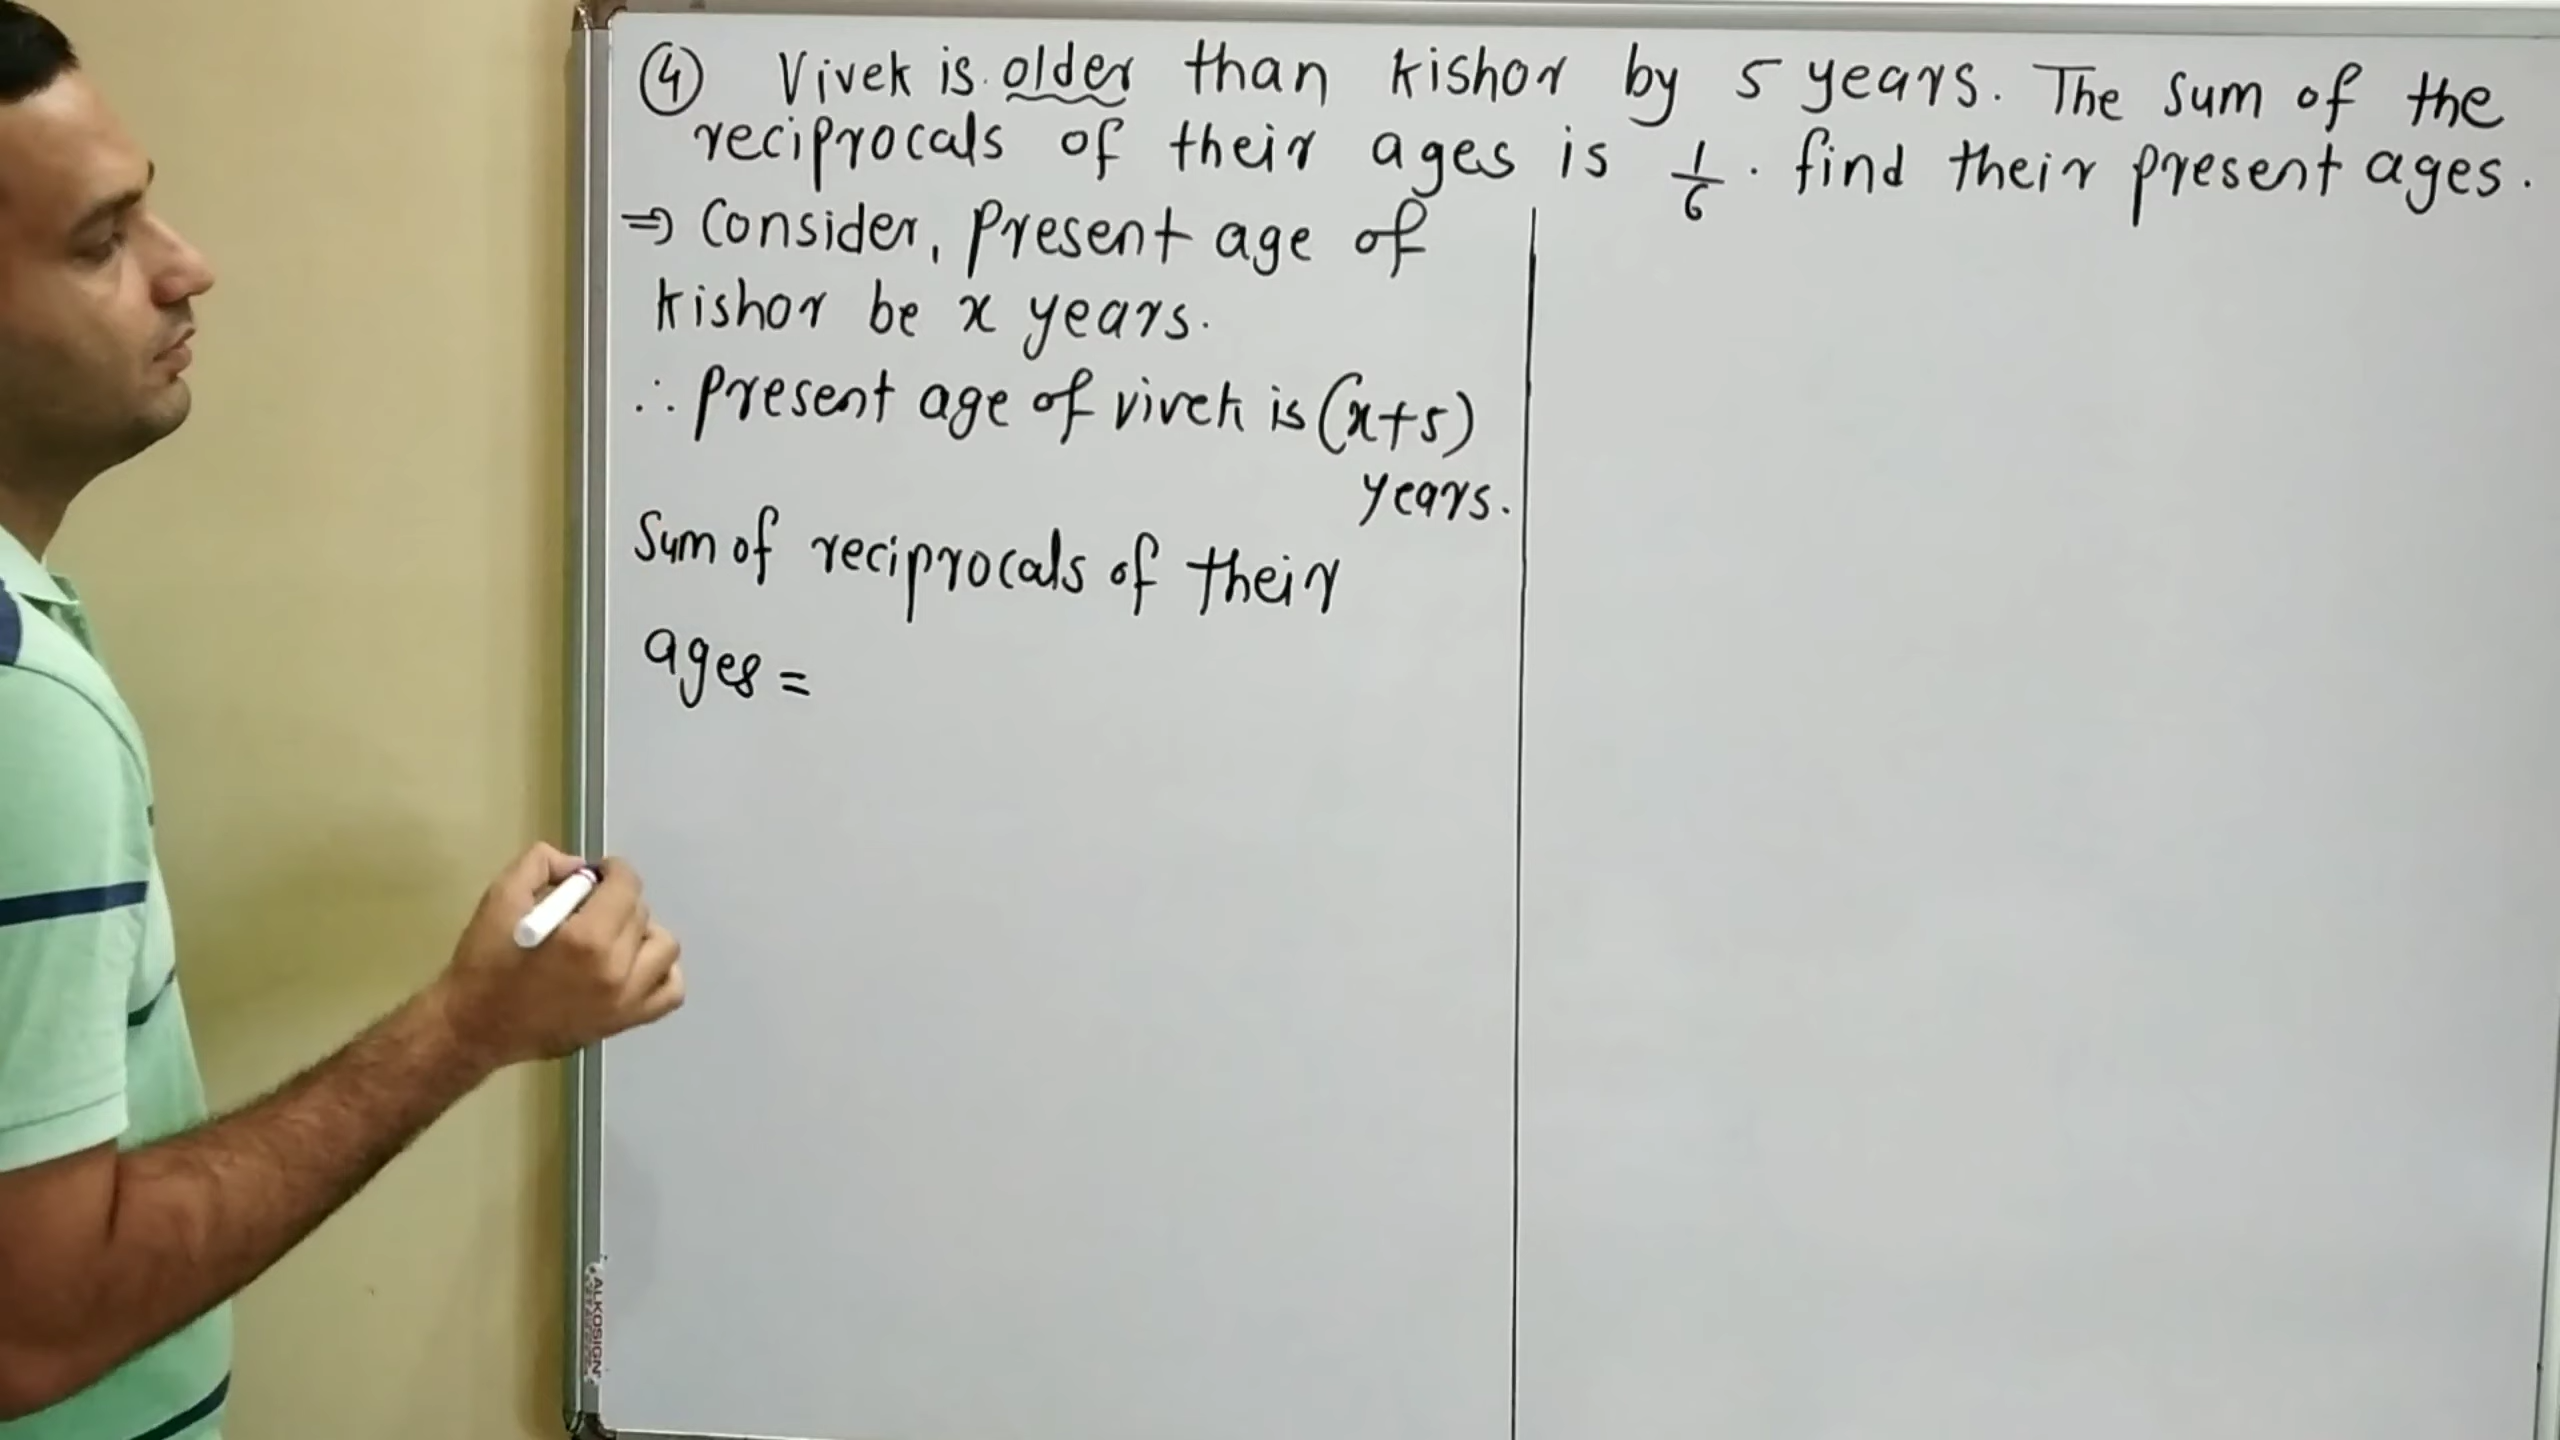 ④ Vivek is older than kishor by 5 years. The sum of the
reciprocals of their ages is 1/6. find their present ages.
⇒ Consider, present age of
kishor be x years.
∴ present age of vivek is (x+5)
years.
Sum of reciprocals of their
ages =
ALKOSIGN